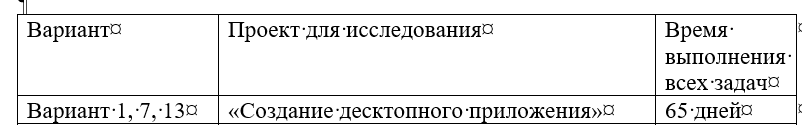 Вариант Проект для исследования Время
выполнения
всех задач
Вариант 1, 7, 13 «Создание десктопного приложения» 65 дней